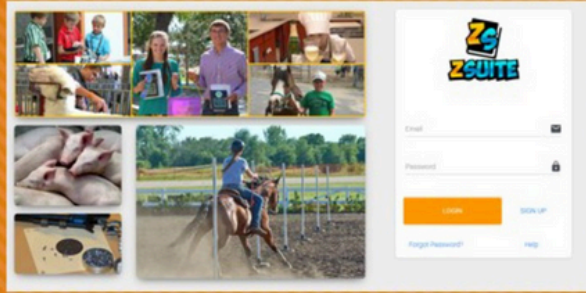 ZS
ZSUITE
Email
Password
LOGIN
SIGN UP
Forgot Password?
Help